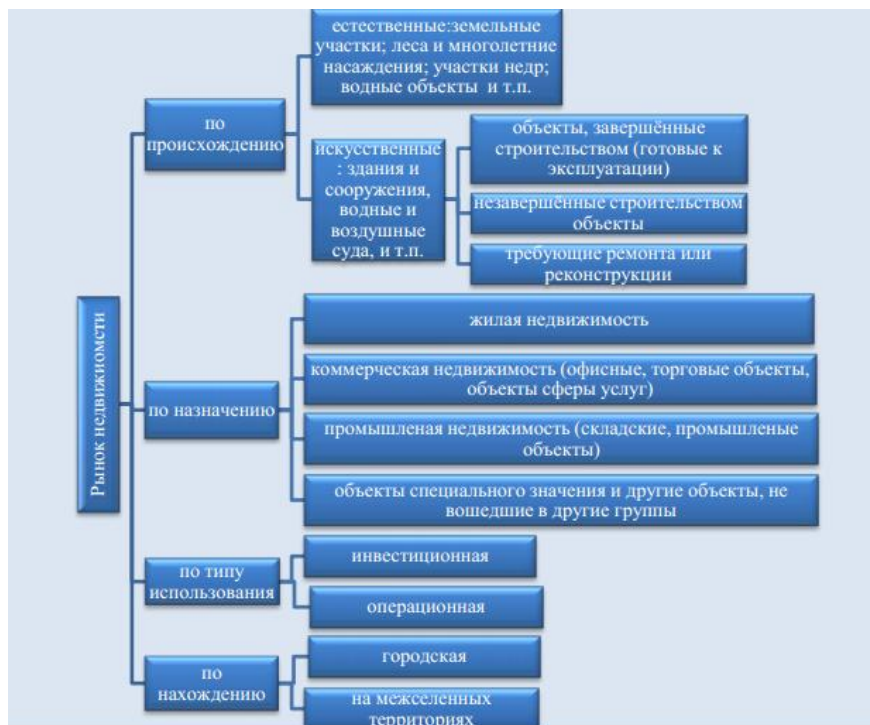 естественные:земельные
участки; леса и многолетние
насаждения; участки недр;
водные объекты и т.п.
по
происхождению
искусственные
: здания и
сооружения,
водные и
воздушные
суда, и т.п.
объекты, завершённые
строительством (готовые к
эксплуатации)
незавершённые строительством
объекты
требующие ремонта или
реконструкции
Рынок недвижиомсти
по назначению
жилая недвижимость
коммерческая недвижимость (офисные, торговые объекты,
объекты сферы услуг)
промышленая недвижимость (складские, промышленые
объекты)
объекты специального значения и другие объекты, не
вошедшие в другие группы
по типу
использования
инвестиционная
операционная
по
нахождению
городская
на межселенных
территориях